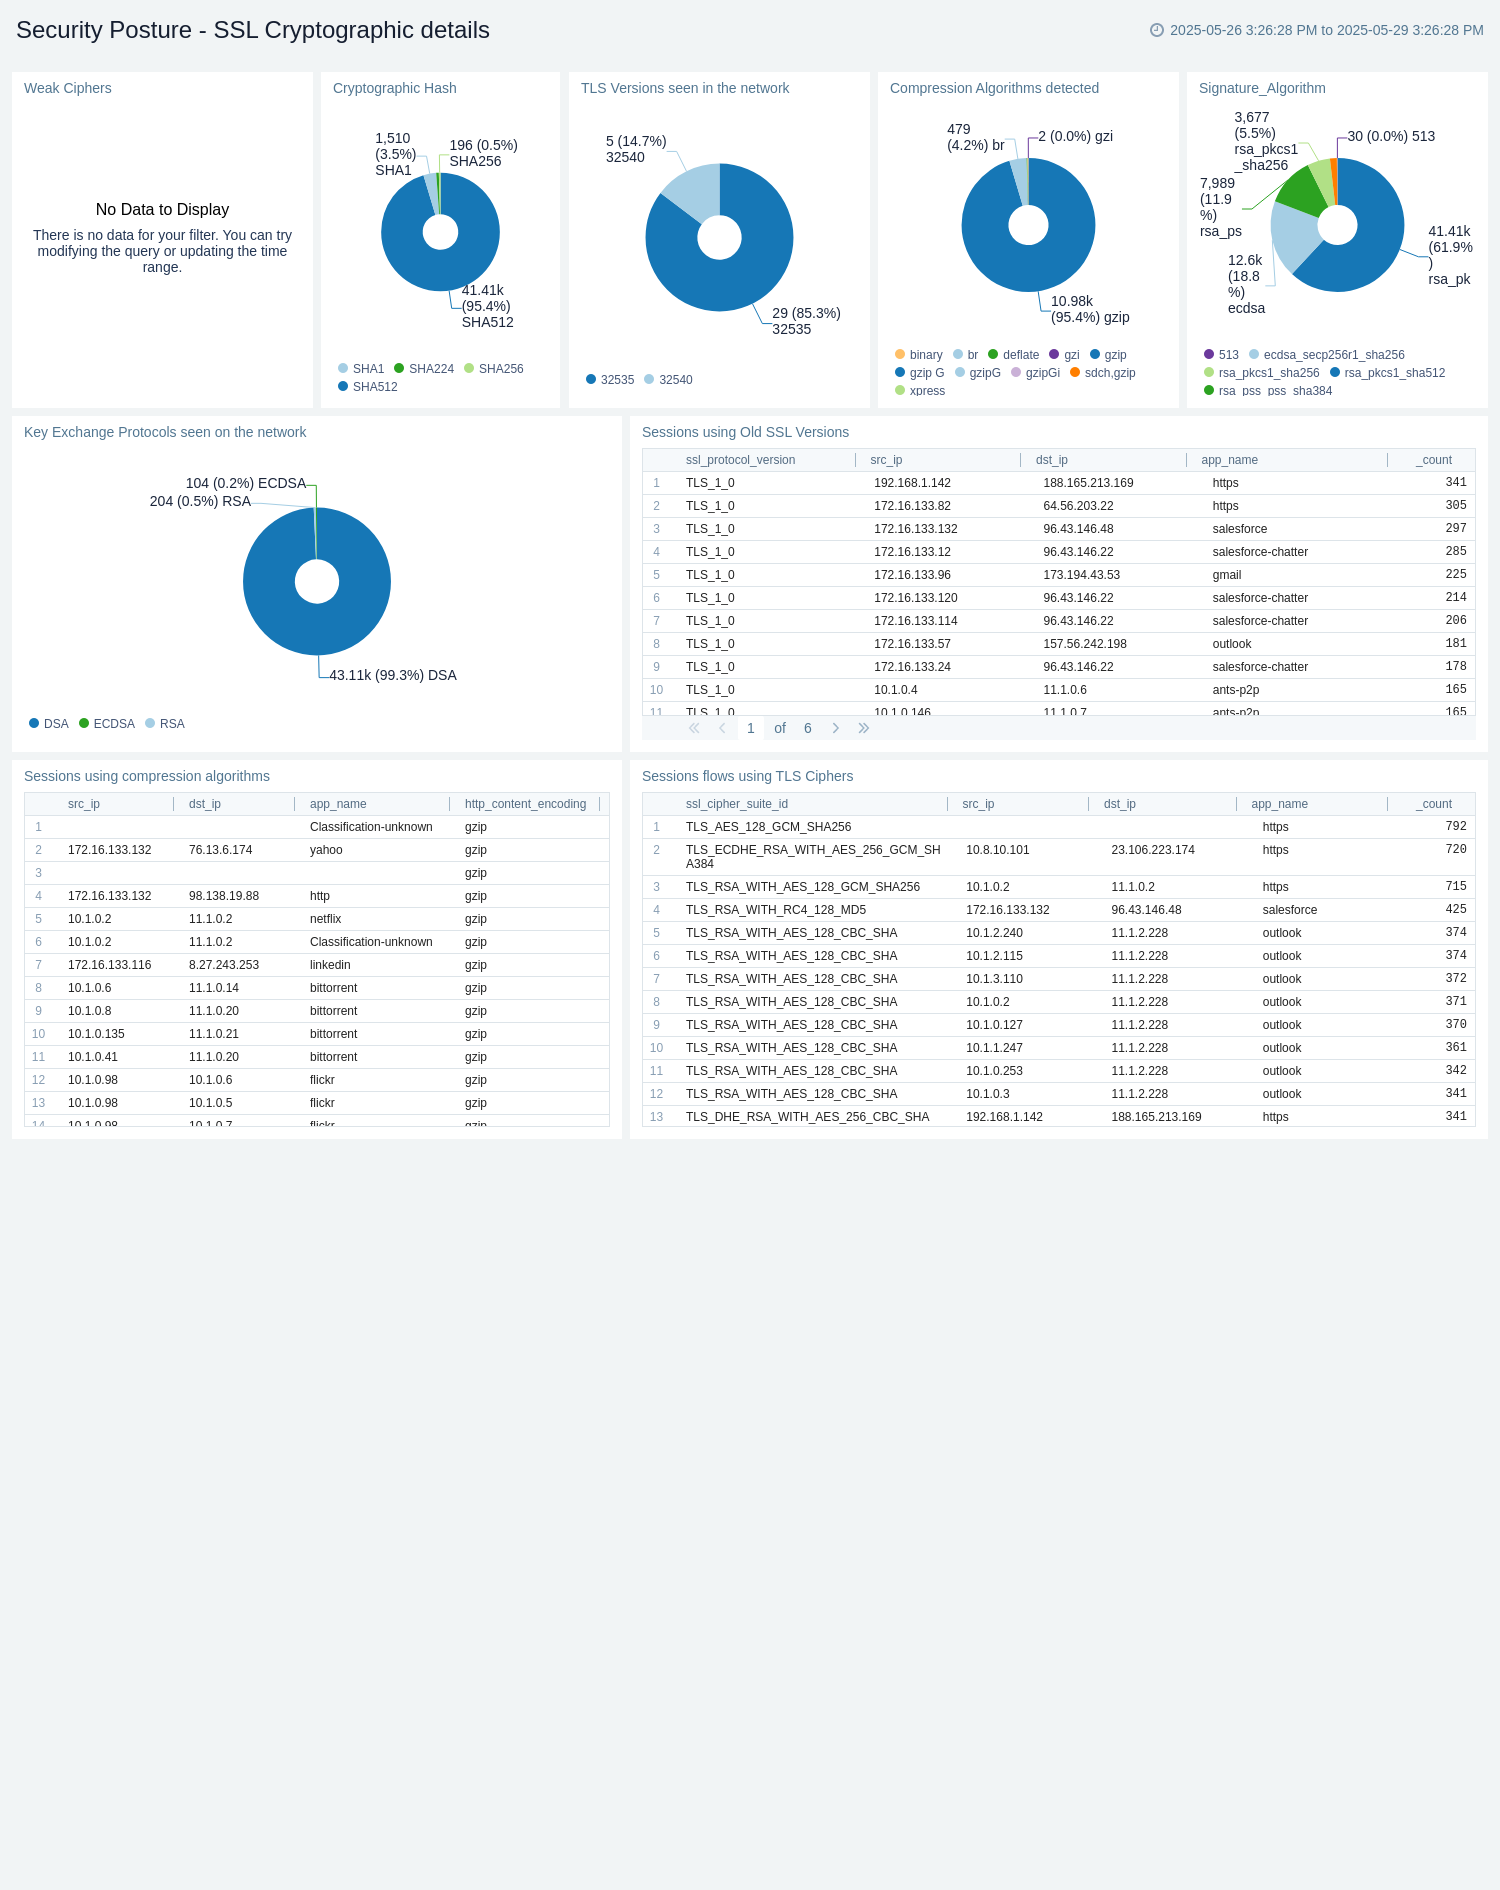 Security Posture - SSL Cryptographic details
2025-05-26 3:26:28 PM to 2025-05-29 3:26:28 PM
Weak Ciphers
No Data to Display
There is no data for your filter. You can try
modifying the query or updating the time
range.
Cryptographic Hash
1,510
(3.5%)
SHA1
196 (0.5%)
SHA256
41.41k
(95.4%)
SHA512
SHA1 SHA224 SHA256
SHA512
TLS Versions seen in the network
5 (14.7%)
32540
29 (85.3%)
32535
32535 32540
Compression Algorithms detected
479
(4.2%) br
2 (0.0%) gzi
10.98k
(95.4%) gzip
binary br deflate gzi gzip
gzip G gzipG gzipGi sdch,gzip
xpress
Signature_Algorithm
3,677
(5.5%)
rsa_pkcs1
_sha256
30 (0.0%) 513
7,989
(11.9
%)
rsa_ps
41.41k
(61.9%
)
rsa_pk
12.6k
(18.8
%)
ecdsa
513 ecdsa_secp256r1_sha256
rsa_pkcs1_sha256 rsa_pkcs1_sha512
rsa_pss_pss_sha384
Key Exchange Protocols seen on the network
104 (0.2%) ECDSA
204 (0.5%) RSA
43.11k (99.3%) DSA
DSA ECDSA RSA
Sessions using Old SSL Versions
ssl_protocol_version src_ip dst_ip app_name _count
1 TLS_1_0 192.168.1.142 188.165.213.169 https 341
2 TLS_1_0 172.16.133.82 64.56.203.22 https 305
3 TLS_1_0 172.16.133.132 96.43.146.48 salesforce 297
4 TLS_1_0 172.16.133.12 96.43.146.22 salesforce-chatter 285
5 TLS_1_0 172.16.133.96 173.194.43.53 gmail 225
6 TLS_1_0 172.16.133.120 96.43.146.22 salesforce-chatter 214
7 TLS_1_0 172.16.133.114 96.43.146.22 salesforce-chatter 206
8 TLS_1_0 172.16.133.57 157.56.242.198 outlook 181
9 TLS_1_0 172.16.133.24 96.43.146.22 salesforce-chatter 178
10 TLS_1_0 10.1.0.4 11.1.0.6 ants-p2p 165
11 TLS_1_0 10.1.0.146 11.1.0.7 ants-p2p 165
1 of 6
Sessions using compression algorithms
src_ip dst_ip app_name http_content_encoding
1 Classification-unknown gzip
2 172.16.133.132 76.13.6.174 yahoo gzip
3 gzip
4 172.16.133.132 98.138.19.88 http gzip
5 10.1.0.2 11.1.0.2 netflix gzip
6 10.1.0.2 11.1.0.2 Classification-unknown gzip
7 172.16.133.116 8.27.243.253 linkedin gzip
8 10.1.0.6 11.1.0.14 bittorrent gzip
9 10.1.0.8 11.1.0.20 bittorrent gzip
10 10.1.0.135 11.1.0.21 bittorrent gzip
11 10.1.0.41 11.1.0.20 bittorrent gzip
12 10.1.0.98 10.1.0.6 flickr gzip
13 10.1.0.98 10.1.0.5 flickr gzip
14 10.1.0.98 10.1.0.7 flickr gzip
Sessions flows using TLS Ciphers
ssl_cipher_suite_id src_ip dst_ip app_name _count
1 TLS_AES_128_GCM_SHA256 https 792
2 TLS_ECDHE_RSA_WITH_AES_256_GCM_SH 10.8.10.101 23.106.223.174 https 720
A384
3 TLS_RSA_WITH_AES_128_GCM_SHA256 10.1.0.2 11.1.0.2 https 715
4 TLS_RSA_WITH_RC4_128_MD5 172.16.133.132 96.43.146.48 salesforce 425
5 TLS_RSA_WITH_AES_128_CBC_SHA 10.1.2.240 11.1.2.228 outlook 374
6 TLS_RSA_WITH_AES_128_CBC_SHA 10.1.2.115 11.1.2.228 outlook 374
7 TLS_RSA_WITH_AES_128_CBC_SHA 10.1.3.110 11.1.2.228 outlook 372
8 TLS_RSA_WITH_AES_128_CBC_SHA 10.1.0.2 11.1.2.228 outlook 371
9 TLS_RSA_WITH_AES_128_CBC_SHA 10.1.0.127 11.1.2.228 outlook 370
10 TLS_RSA_WITH_AES_128_CBC_SHA 10.1.1.247 11.1.2.228 outlook 361
11 TLS_RSA_WITH_AES_128_CBC_SHA 10.1.0.253 11.1.2.228 outlook 342
12 TLS_RSA_WITH_AES_128_CBC_SHA 10.1.0.3 11.1.2.228 outlook 341
13 TLS_DHE_RSA_WITH_AES_256_CBC_SHA 192.168.1.142 188.165.213.169 https 341